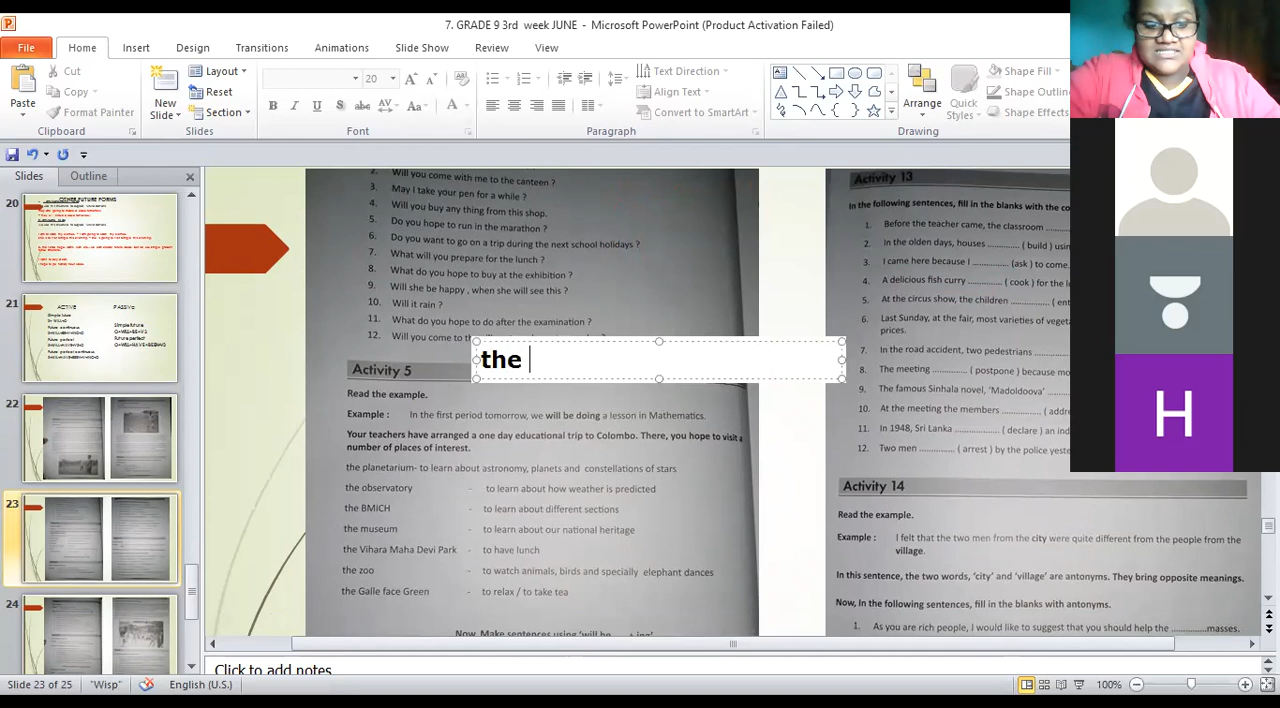 7. GRADE 9 3rd  week JUNE  -  Microsoft PowerPoint (Product Activation Failed)
File Home Insert Design Transitions Animations Slide Show Review View
Cut
Copy
Format Painter
Paste
Clipboard
New
Slide
Layout
Reset
Section
Slides
20
B I U S abc AV Aa A
Font
Text Direction
Align Text
Convert to SmartArt
Paragraph
Arrange
Quick
Styles
Shape Fill
Shape Outlin
Shape Effects
Drawing
Slides Outline
20
OTHER FUTURE FORMS
21
ACTIVE PASSIVE
22
23
24
2. Will you come with me to the canteen ?
3. May I take your pen for a while ?
4. Will you buy any thing from this shop.
5. Do you hope to run in the marathon ?
6. Do you want to go on a trip during the next school holidays ?
7. What will you prepare for the lunch ?
8. What do you hope to buy at the exhibition ?
9. Will she be happy , when she will see this ?
10. Will it rain ?
11. What do you hope to do after the examination ?
12. Will you come to
the
Activity 5
Read the example.
Example : In the first period tomorrow, we will be doing a lesson in Mathematics.
Your teachers have arranged a one day educational trip to Colombo. There, you hope to visit a
number of places of interest.
the planetarium- to learn about astronomy, planets and constellations of stars
the observatory - to learn about how weather is predicted
the BMICH - to learn about different sections
the museum - to learn about our national heritage
the Vihara Maha Devi Park - to have lunch
the zoo - to watch animals, birds and specially elephant dances
the Galle face Green - to relax / to take tea
Now, Make sentences using 'will be
Activity 13
In the following sentences, fill in the blanks with the co
1. Before the teacher came, the classroom
2. In the olden days, houses ............... ( build ) usin
3. I came here because I ............. (ask ) to come.
4. A delicious fish curry ............. ( cook ) for the
5. At the circus show, the children ............. ( ent
6. Last Sunday, at the fair, most varieties of veget
prices.
7. In the road accident, two pedestrians
8. The meeting ............. ( postpone ) because mo
9. The famous Sinhala novel, 'Madoldoova'
10. At the meeting the members ............. ( addre
11. In 1948, Sri Lanka ............. ( declare ) an ind
12. Two men ........... ( arrest ) by the police yeste
Activity 14
Read the example.
Example : I felt that the two men from the city were quite different from the people from the
village.
In this sentence, the two words, 'city' and 'village' are antonyms. They bring opposite meanings.
Now, In the following sentences, fill in the blanks with antonyms.
1. As you are rich people, I would like to suggest that you should help the .............masses.
H
Click to add notes
Slide 23 of 25 "Wisp" English (U.S.) 100%